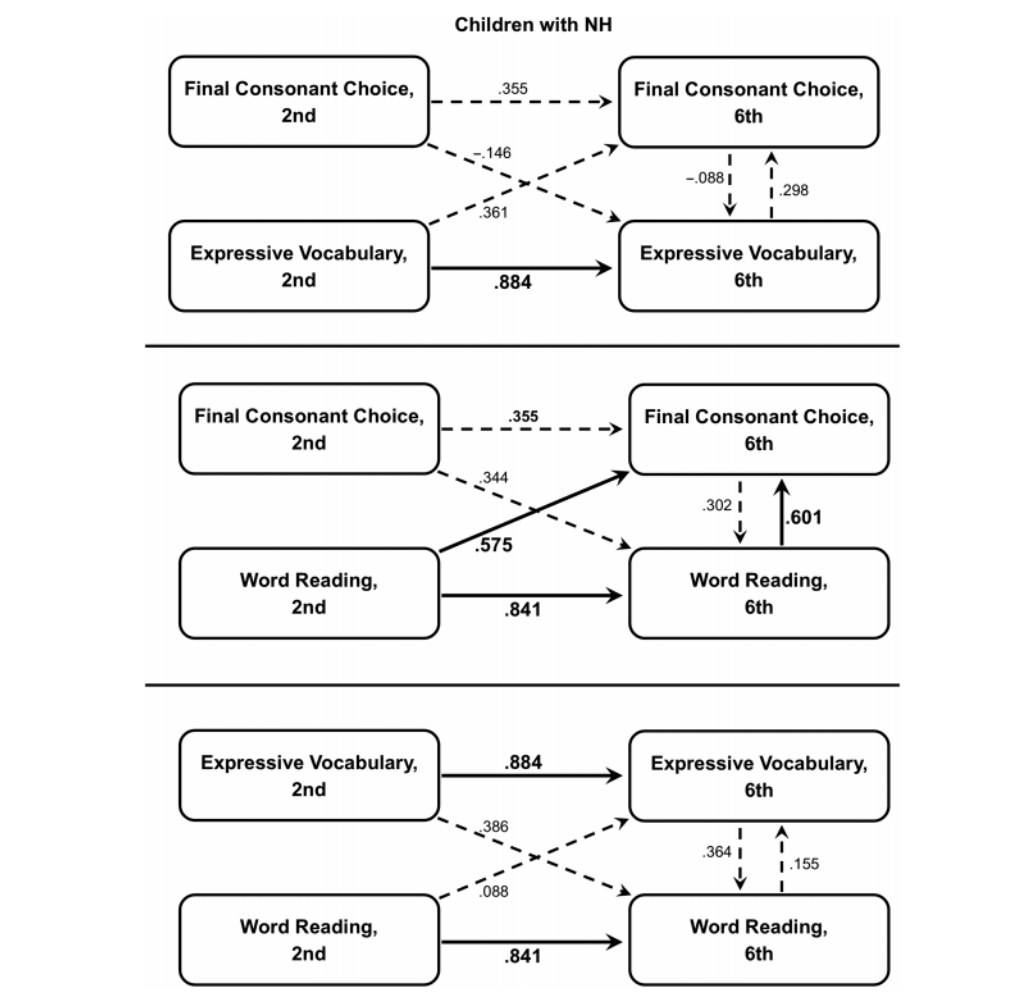 Children with NH
Final Consonant Choice,
2nd
.355
Final Consonant Choice,
6th
–.146
.361
–.088
.298
Expressive Vocabulary,
2nd
.884
Expressive Vocabulary,
6th
Final Consonant Choice,
2nd
.355
Final Consonant Choice,
6th
.344
.575
.302
.601
Word Reading,
2nd
.841
Word Reading,
6th
Expressive Vocabulary,
2nd
.884
Expressive Vocabulary,
6th
.386
.088
.364
.155
Word Reading,
2nd
.841
Word Reading,
6th